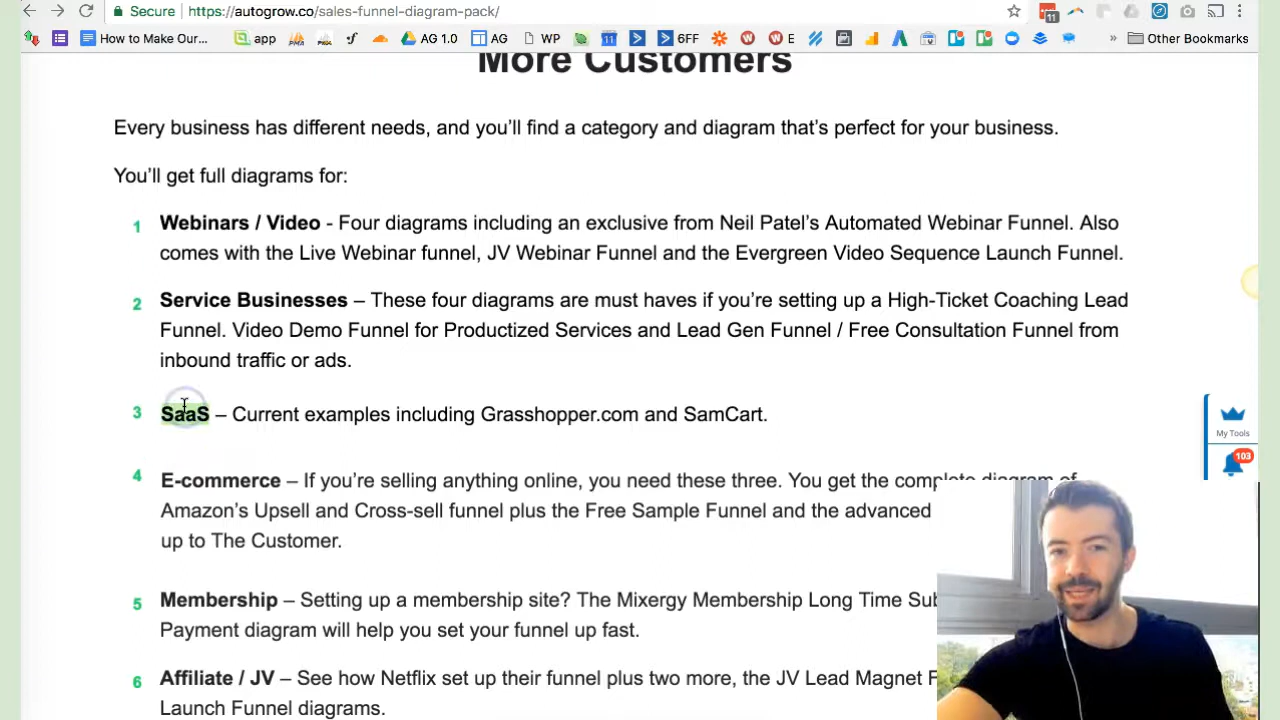 Secure https://autogrow.co/sales-funnel-diagram-pack/
11
How to Make Our... app AG 1.0 AG WP 11 6FF W E » Other Bookmarks
More Customers
Every business has different needs, and you’ll find a category and diagram that’s perfect for your business.
You’ll get full diagrams for:
1 Webinars / Video - Four diagrams including an exclusive from Neil Patel’s Automated Webinar Funnel. Also
comes with the Live Webinar funnel, JV Webinar Funnel and the Evergreen Video Sequence Launch Funnel.
2 Service Businesses – These four diagrams are must haves if you’re setting up a High-Ticket Coaching Lead
Funnel. Video Demo Funnel for Productized Services and Lead Gen Funnel / Free Consultation Funnel from
inbound traffic or ads.
3 SaaS – Current examples including Grasshopper.com and SamCart.
My Tools
103
4 E-commerce – If you’re selling anything online, you need these three. You get the complete diagram of
Amazon’s Upsell and Cross-sell funnel plus the Free Sample Funnel and the advanced
up to The Customer.
5 Membership – Setting up a membership site? The Mixergy Membership Long Time Sub
Payment diagram will help you set your funnel up fast.
6 Affiliate / JV – See how Netflix set up their funnel plus two more, the JV Lead Magnet F
Launch Funnel diagrams.